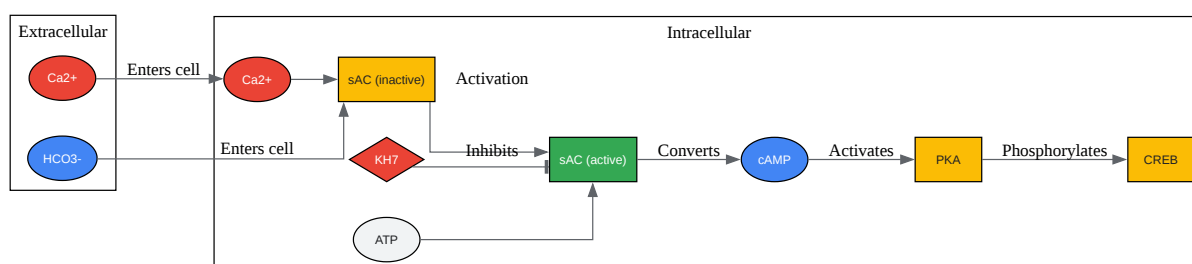 Extracellular
Intracellular
Ca2+
Enters cell
Ca2+
sAC (inactive)
Activation
HCO3-
Enters cell
KH7
Inhibits
sAC (active)
Converts
cAMP
Activates
PKA
Phosphorylates
CREB
ATP